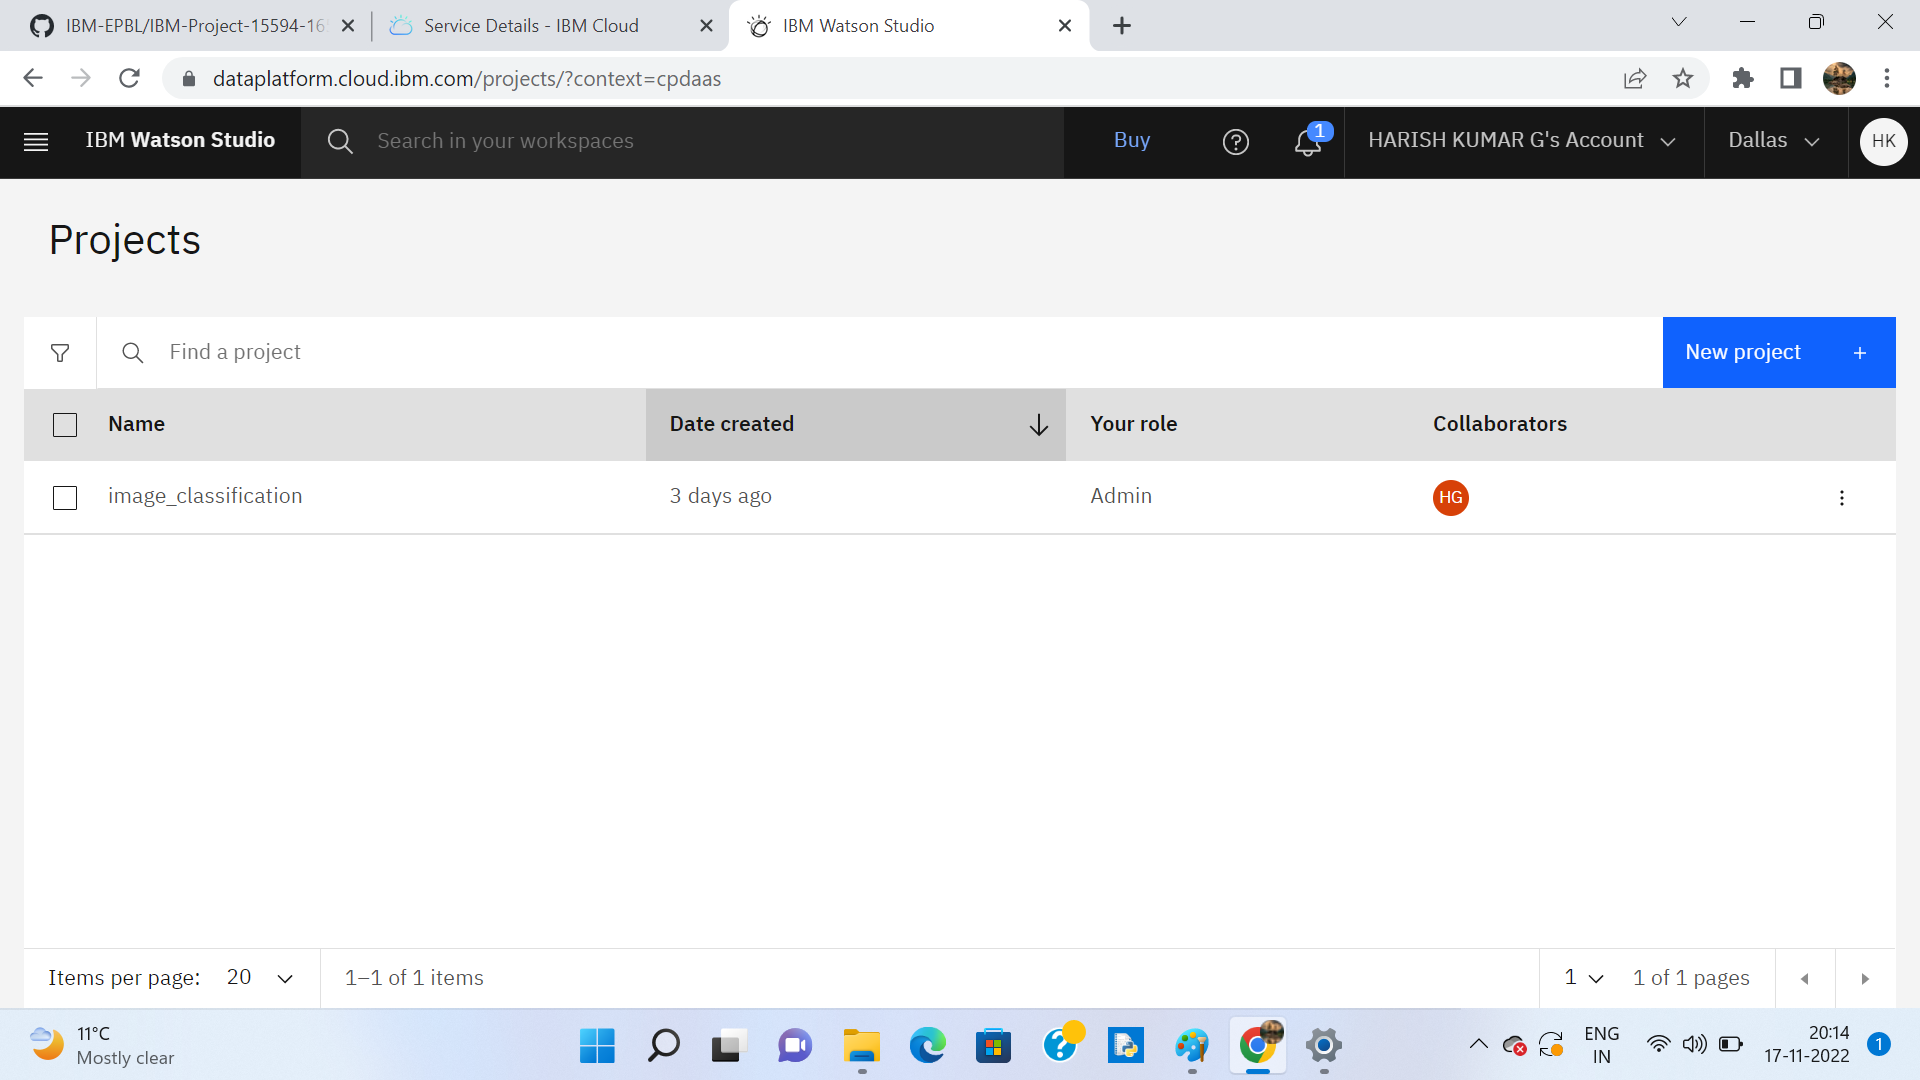 IBM-EPBL/IBM-Project-15594-16
Service Details - IBM Cloud
IBM Watson Studio
dataplatform.cloud.ibm.com/projects/?context=cpdaas
IBM Watson Studio
Search in your workspaces
Buy
1
HARISH KUMAR G's Account
Dallas
HK
Projects
Find a project
New project +
Name
Date created
Your role
Collaborators
image_classification
3 days ago
Admin
HG
Items per page: 20
1–1 of 1 items
1
1 of 1 pages
11°C
Mostly clear
ENG
IN
20:14
17-11-2022
1